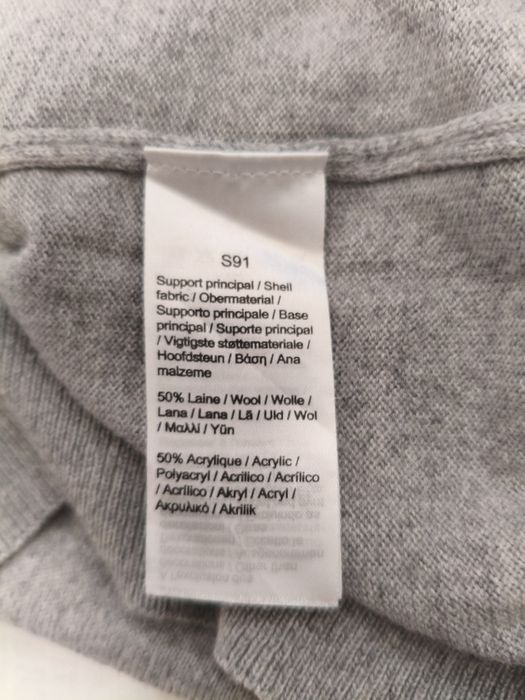 S91
Support principal / Shell
fabric / Obermaterial /
Supporto principale / Base
principal / Suporte principal
/ Vigtigste støttemateriale /
Hoofdsteun / Βάση / Ana
malzeme
50% Laine / Wool / Wolle /
Lana / Lana / Lã / Uld / Wol
/ Μαλλί / Yün
50% Acrylique / Acrylic /
Polyacryl / Acrilico / Acrílico
/ Acrílico / Akryl / Acryl /
Ακρυλικό / Akrilik